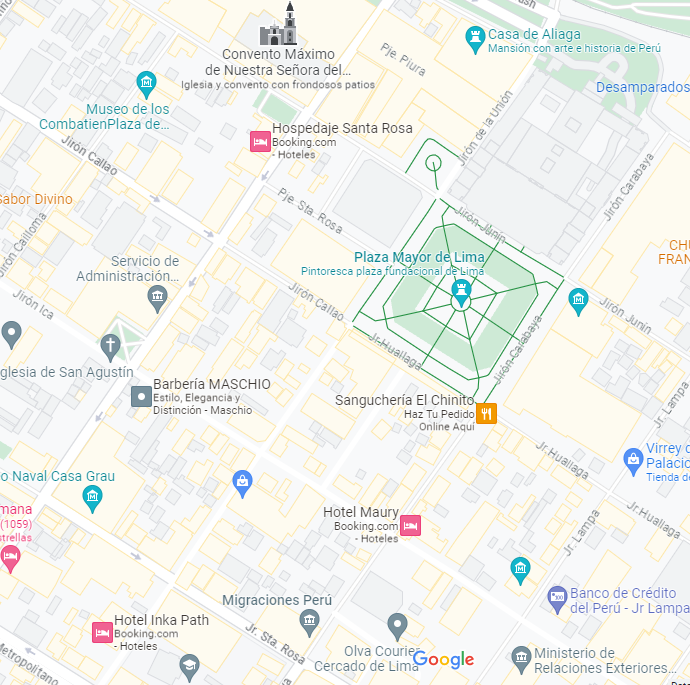 Casa de Aliaga
Mansión con arte e historia de Perú
Convento Máximo
de Nuestra Señora del...
Iglesia y convento con frondosos patios
Pje. Piura
Desamparados
Museo de los
CombatienPlaza de...
Jirón de la Unión
Hospedaje Santa Rosa
Booking.com
- Hoteles
Jirón Callao
Jirón Carabaya
Sabor Divino
Pje. Sta. Rosa
Jirón Junín
Jirón Cailloma
Servicio de
Administración...
Plaza Mayor de Lima
Pintoresca plaza fundacional de Lima
CHU
FRAN
Jirón Ica
Jirón Callao
Jirón Junín
Jr. Huallaga
Jirón Carabaya
Iglesia de San Agustín
Barbería MASCHIO
Estilo, Elegancia y
Distinción - Maschio
Sanguchería El Chinito
Haz Tu Pedido
Online Aquí
Jr. Lampa
Jr. Huallaga
Virrey d
Palacio
Tienda d
o Naval Casa Grau
mana
(1059)
strellas
Hotel Maury
Booking.com
- Hoteles
Jr. Huallaga
Jr. Lampa
Banco de Crédito
del Perú - Jr Lampa
Migraciones Perú
Hotel Inka Path
Booking.com
- Hoteles
Jr. Sta. Rosa
Olva Courier
Cercado de Lima
Google
Ministerio de
Relaciones Exteriores...
Metropolitano